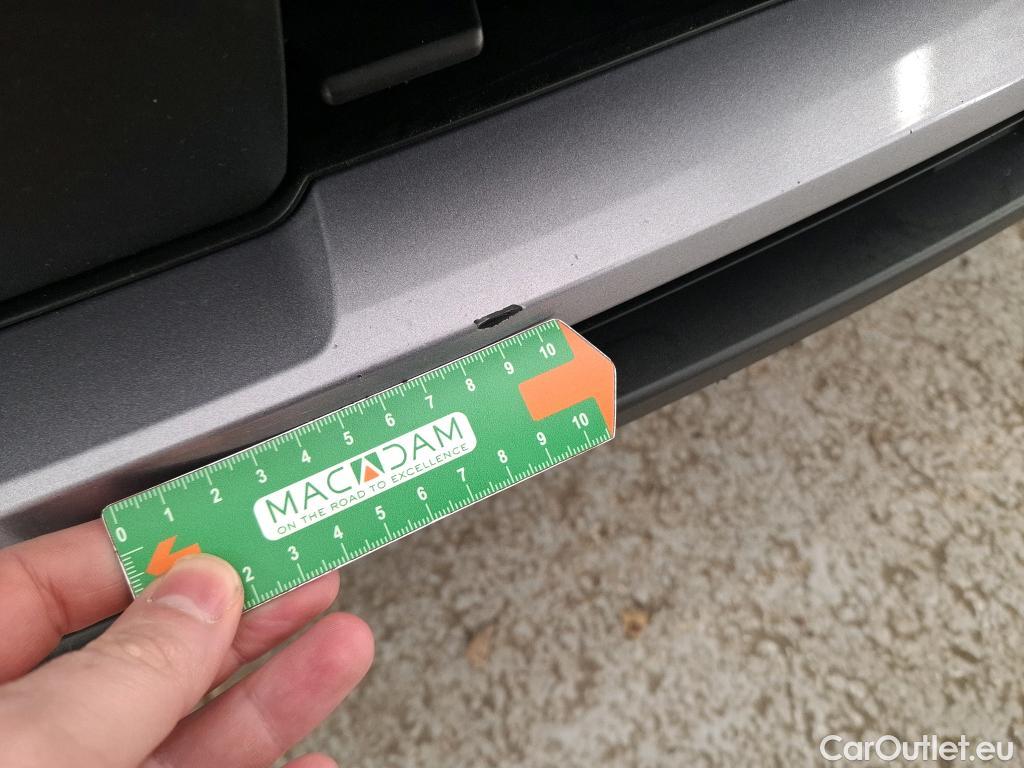 0 1 2 3 4 5 6 7 8 9 10
MACADAM
ON THE ROAD TO EXCELLENCE
2 3 4 5 6 7 8 9 10
CarOutlet.eu